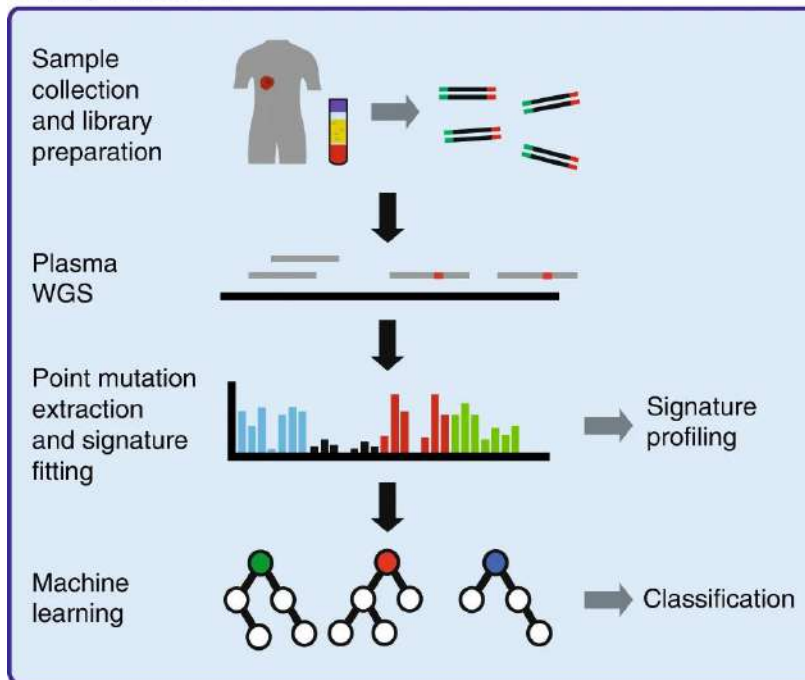 Sample
collection
and library
preparation
Plasma
WGS
Point mutation
extraction
and signature
fitting
Signature
profiling
Machine
learning
Classification